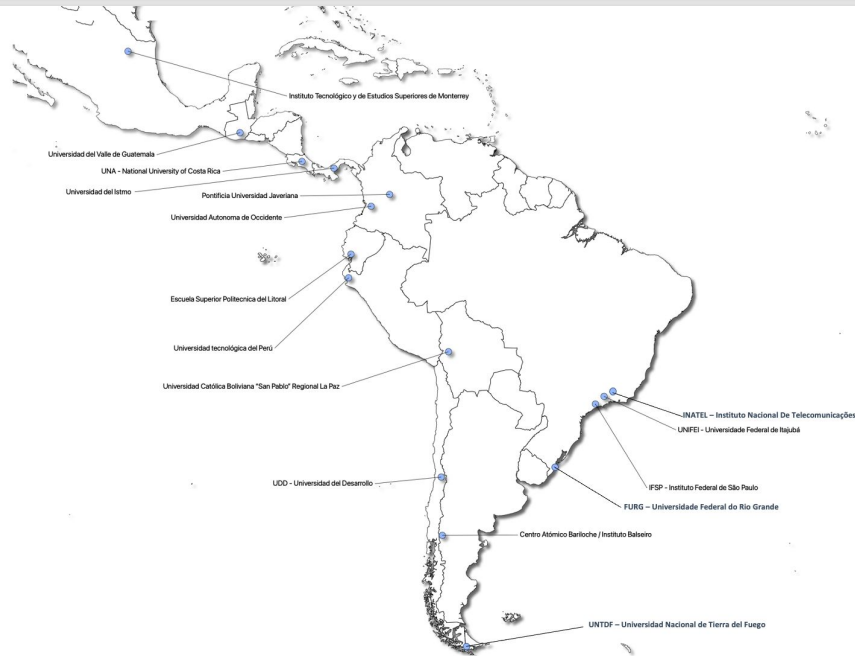 Instituto Tecnológico y de Estudios Superiores de Monterrey
Universidad del Valle de Guatemala
UNA - National University of Costa Rica
Universidad del Istmo
Pontificia Universidad Javeriana
Universidad Autonoma de Occidente
Escuela Superior Politecnica del Litoral
Universidad tecnológica del Perú
Universidad Católica Boliviana "San Pablo" Regional La Paz
INATEL – Instituto Nacional De Telecomunicações
UNIFEI - Universidade Federal de Itajubá
UDD - Universidad del Desarrollo
IFSP - Instituto Federal de São Paulo
FURG – Universidade Federal do Rio Grande
Centro Atómico Bariloche / Instituto Balseiro
UNTDF – Universidad Nacional de Tierra del Fuego